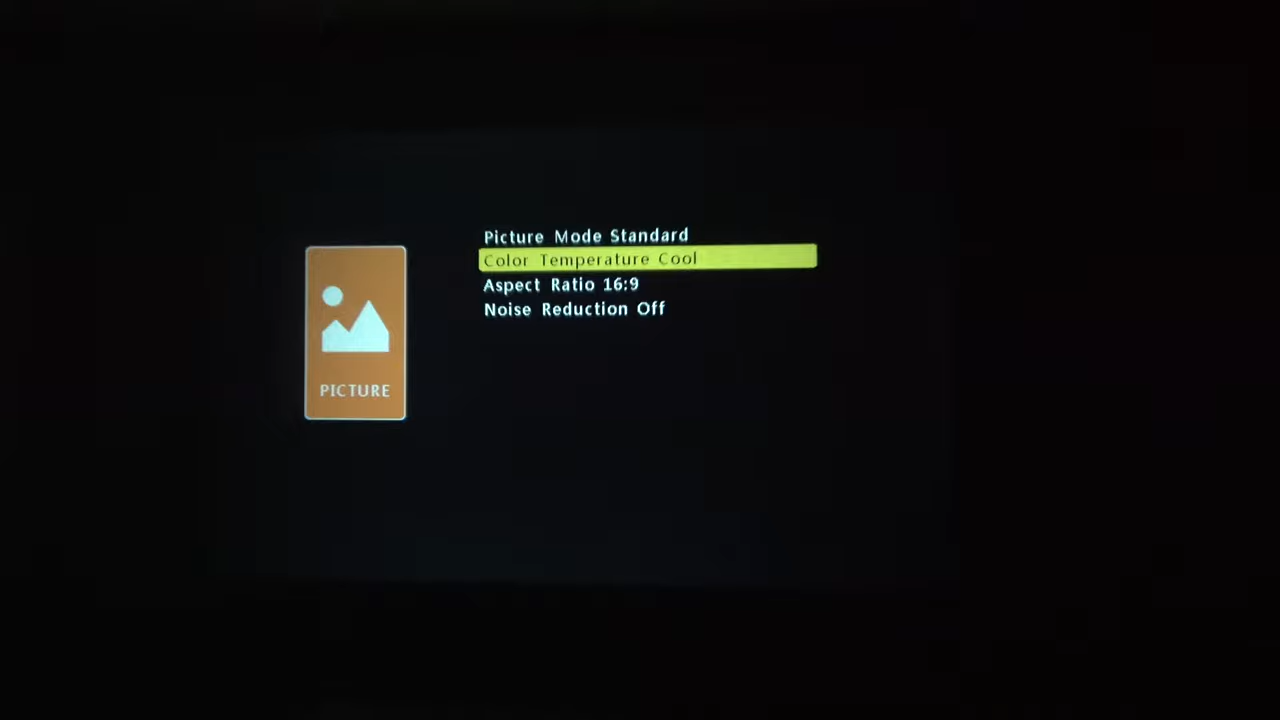 Picture Mode Standard
Color Temperature Cool
Aspect Ratio 16:9
Noise Reduction Off
PICTURE